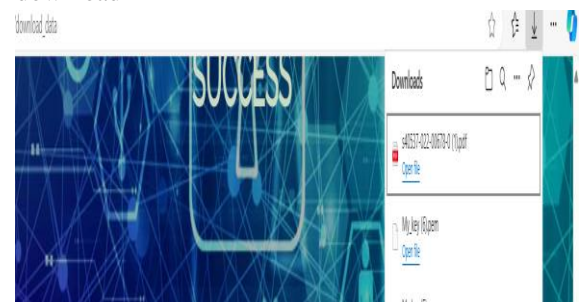 download_data
SUCCESS
Downloads
s40537-022-00678-0 (1).pdf
Open file
My_key (6).pem
Open file